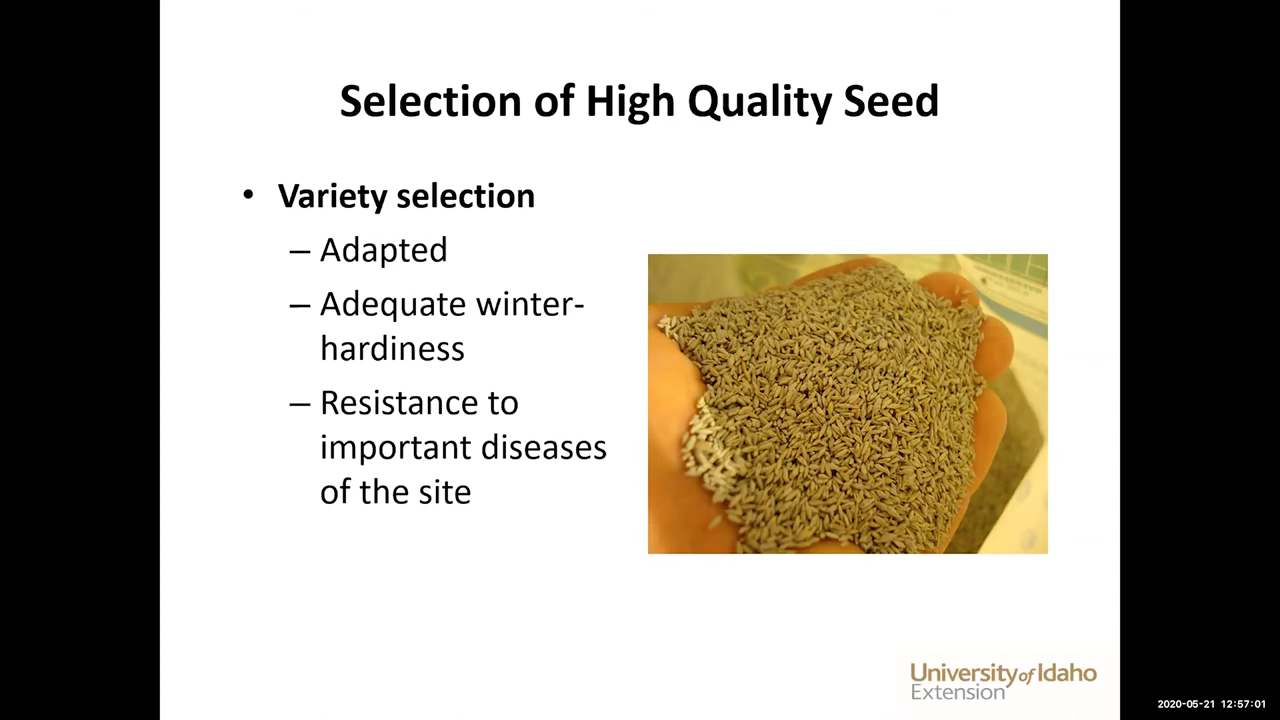 Selection of High Quality Seed
• Variety selection
– Adapted
– Adequate winter-
hardiness
– Resistance to
important diseases
of the site
University of Idaho
Extension
2020-05-21 12:57:01